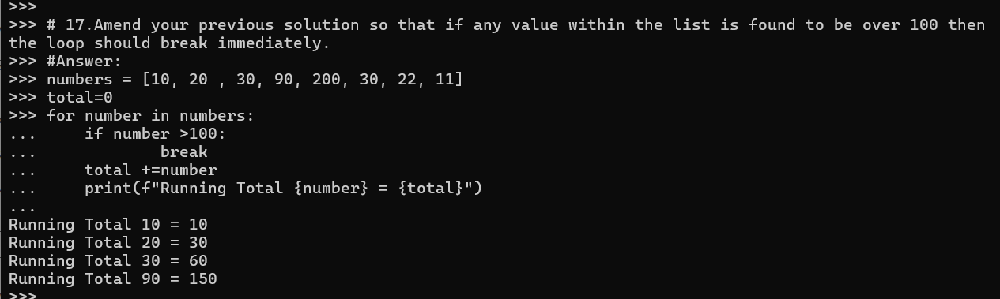 >>>
>>> # 17.Amend your previous solution so that if any value within the list is found to be over 100 then
the loop should break immediately.
>>> #Answer:
>>> numbers = [10, 20 , 30, 90, 200, 30, 22, 11]
>>> total=0
>>> for number in numbers:
...     if number >100:
...             break
...     total +=number
...     print(f"Running Total {number} = {total}")
...
Running Total 10 = 10
Running Total 20 = 30
Running Total 30 = 60
Running Total 90 = 150
>>>